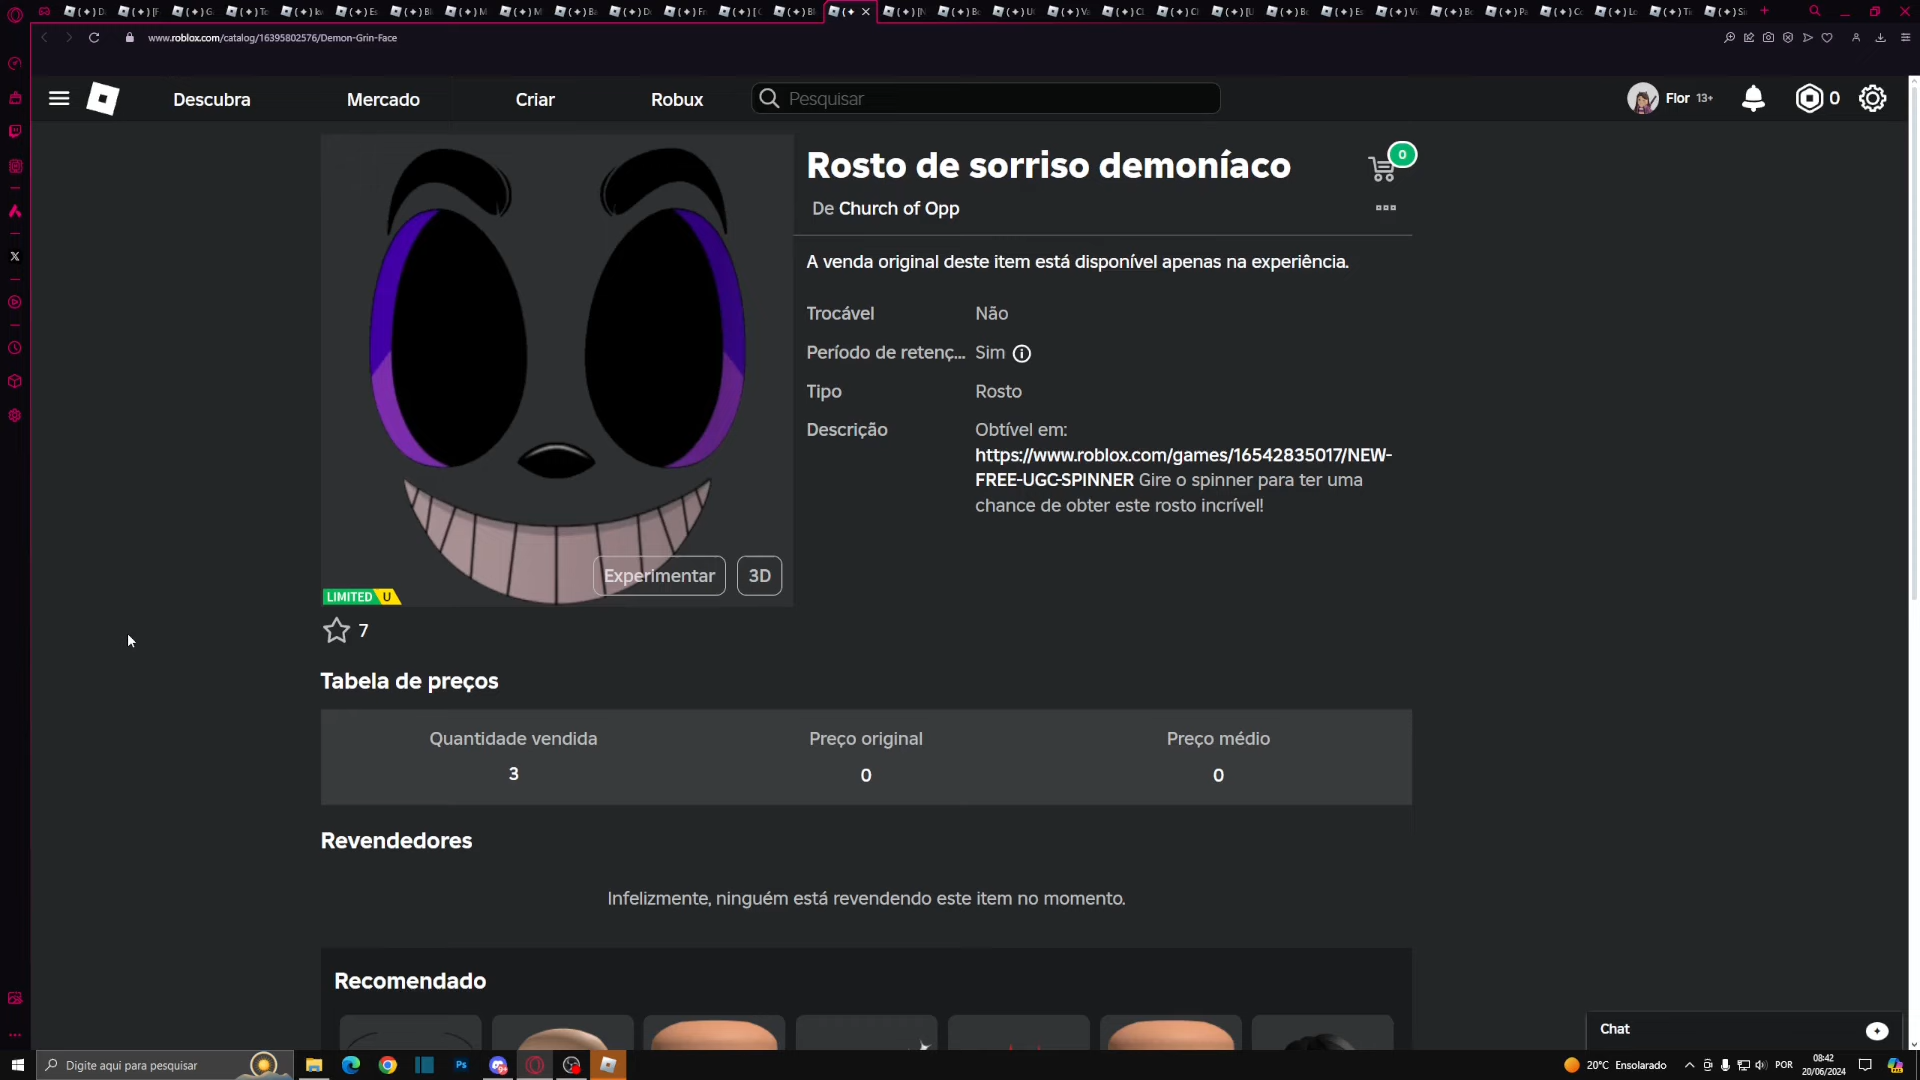 www.roblox.com/catalog/16395802576/Demon-Grin-Face
Descubra
Mercado
Criar
Robux
Pesquisar
Flor 13+
0
Rosto de sorriso demoníaco
0
De Church of Opp
A venda original deste item está disponível apenas na experiência.
Trocável Não
Período de retenç... Sim
Tipo Rosto
Descrição Obtível em:
https://www.roblox.com/games/16542835017/NEW-
FREE-UGC-SPINNER Gire o spinner para ter uma
chance de obter este rosto incrível!
Experimentar
3D
LIMITED U
7
Tabela de preços
Quantidade vendida
3
Preço original
0
Preço médio
0
Revendedores
Infelizmente, ninguém está revendendo este item no momento.
Recomendado
Chat
Digite aqui para pesquisar
Ps
20°C Ensolarado
POR
08:42
20/06/2024